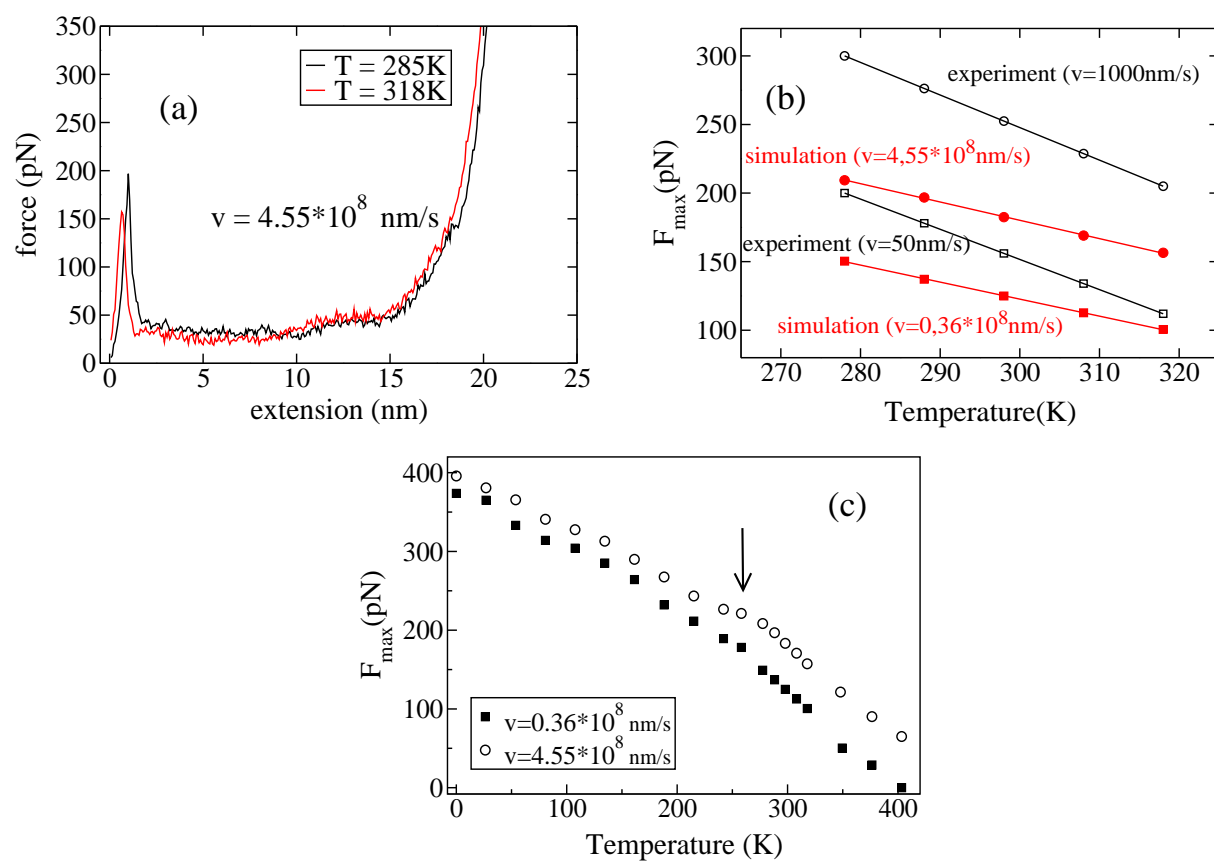 350
300
250
200
150
100
50
0
force (pN)
(a)
T = 285K
T = 318K
v = 4.55*10^8 nm/s
0 5 10 15 20 25
extension (nm)
300
250
200
150
100
F_max(pN)
(b)
experiment (v=1000nm/s)
simulation (v=4,55*10^8nm/s)
experiment (v=50nm/s)
simulation (v=0,36*10^8nm/s)
270 280 290 300 310 320
Temperature(K)
400
300
200
100
0
F_max(pN)
(c)
v=0.36*10^8 nm/s
v=4.55*10^8 nm/s
0 100 200 300 400
Temperature (K)